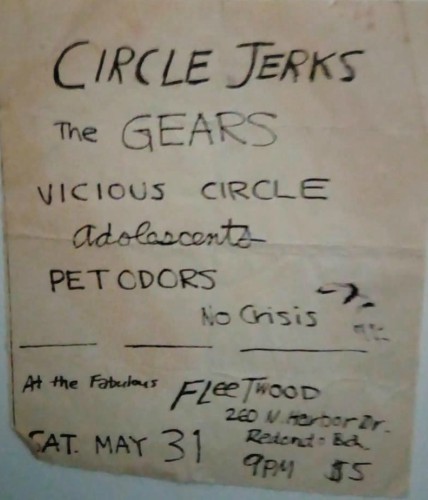 CIRCLE JERKS
The GEARS
VICIOUS CIRCLE
Adolescents
PET ODORS
No Crisis
At the Fabulous FLeeTwOOD
260 N. Harbor Dr.
Redondo Bch.
SAT. MAY 31
9PM $5